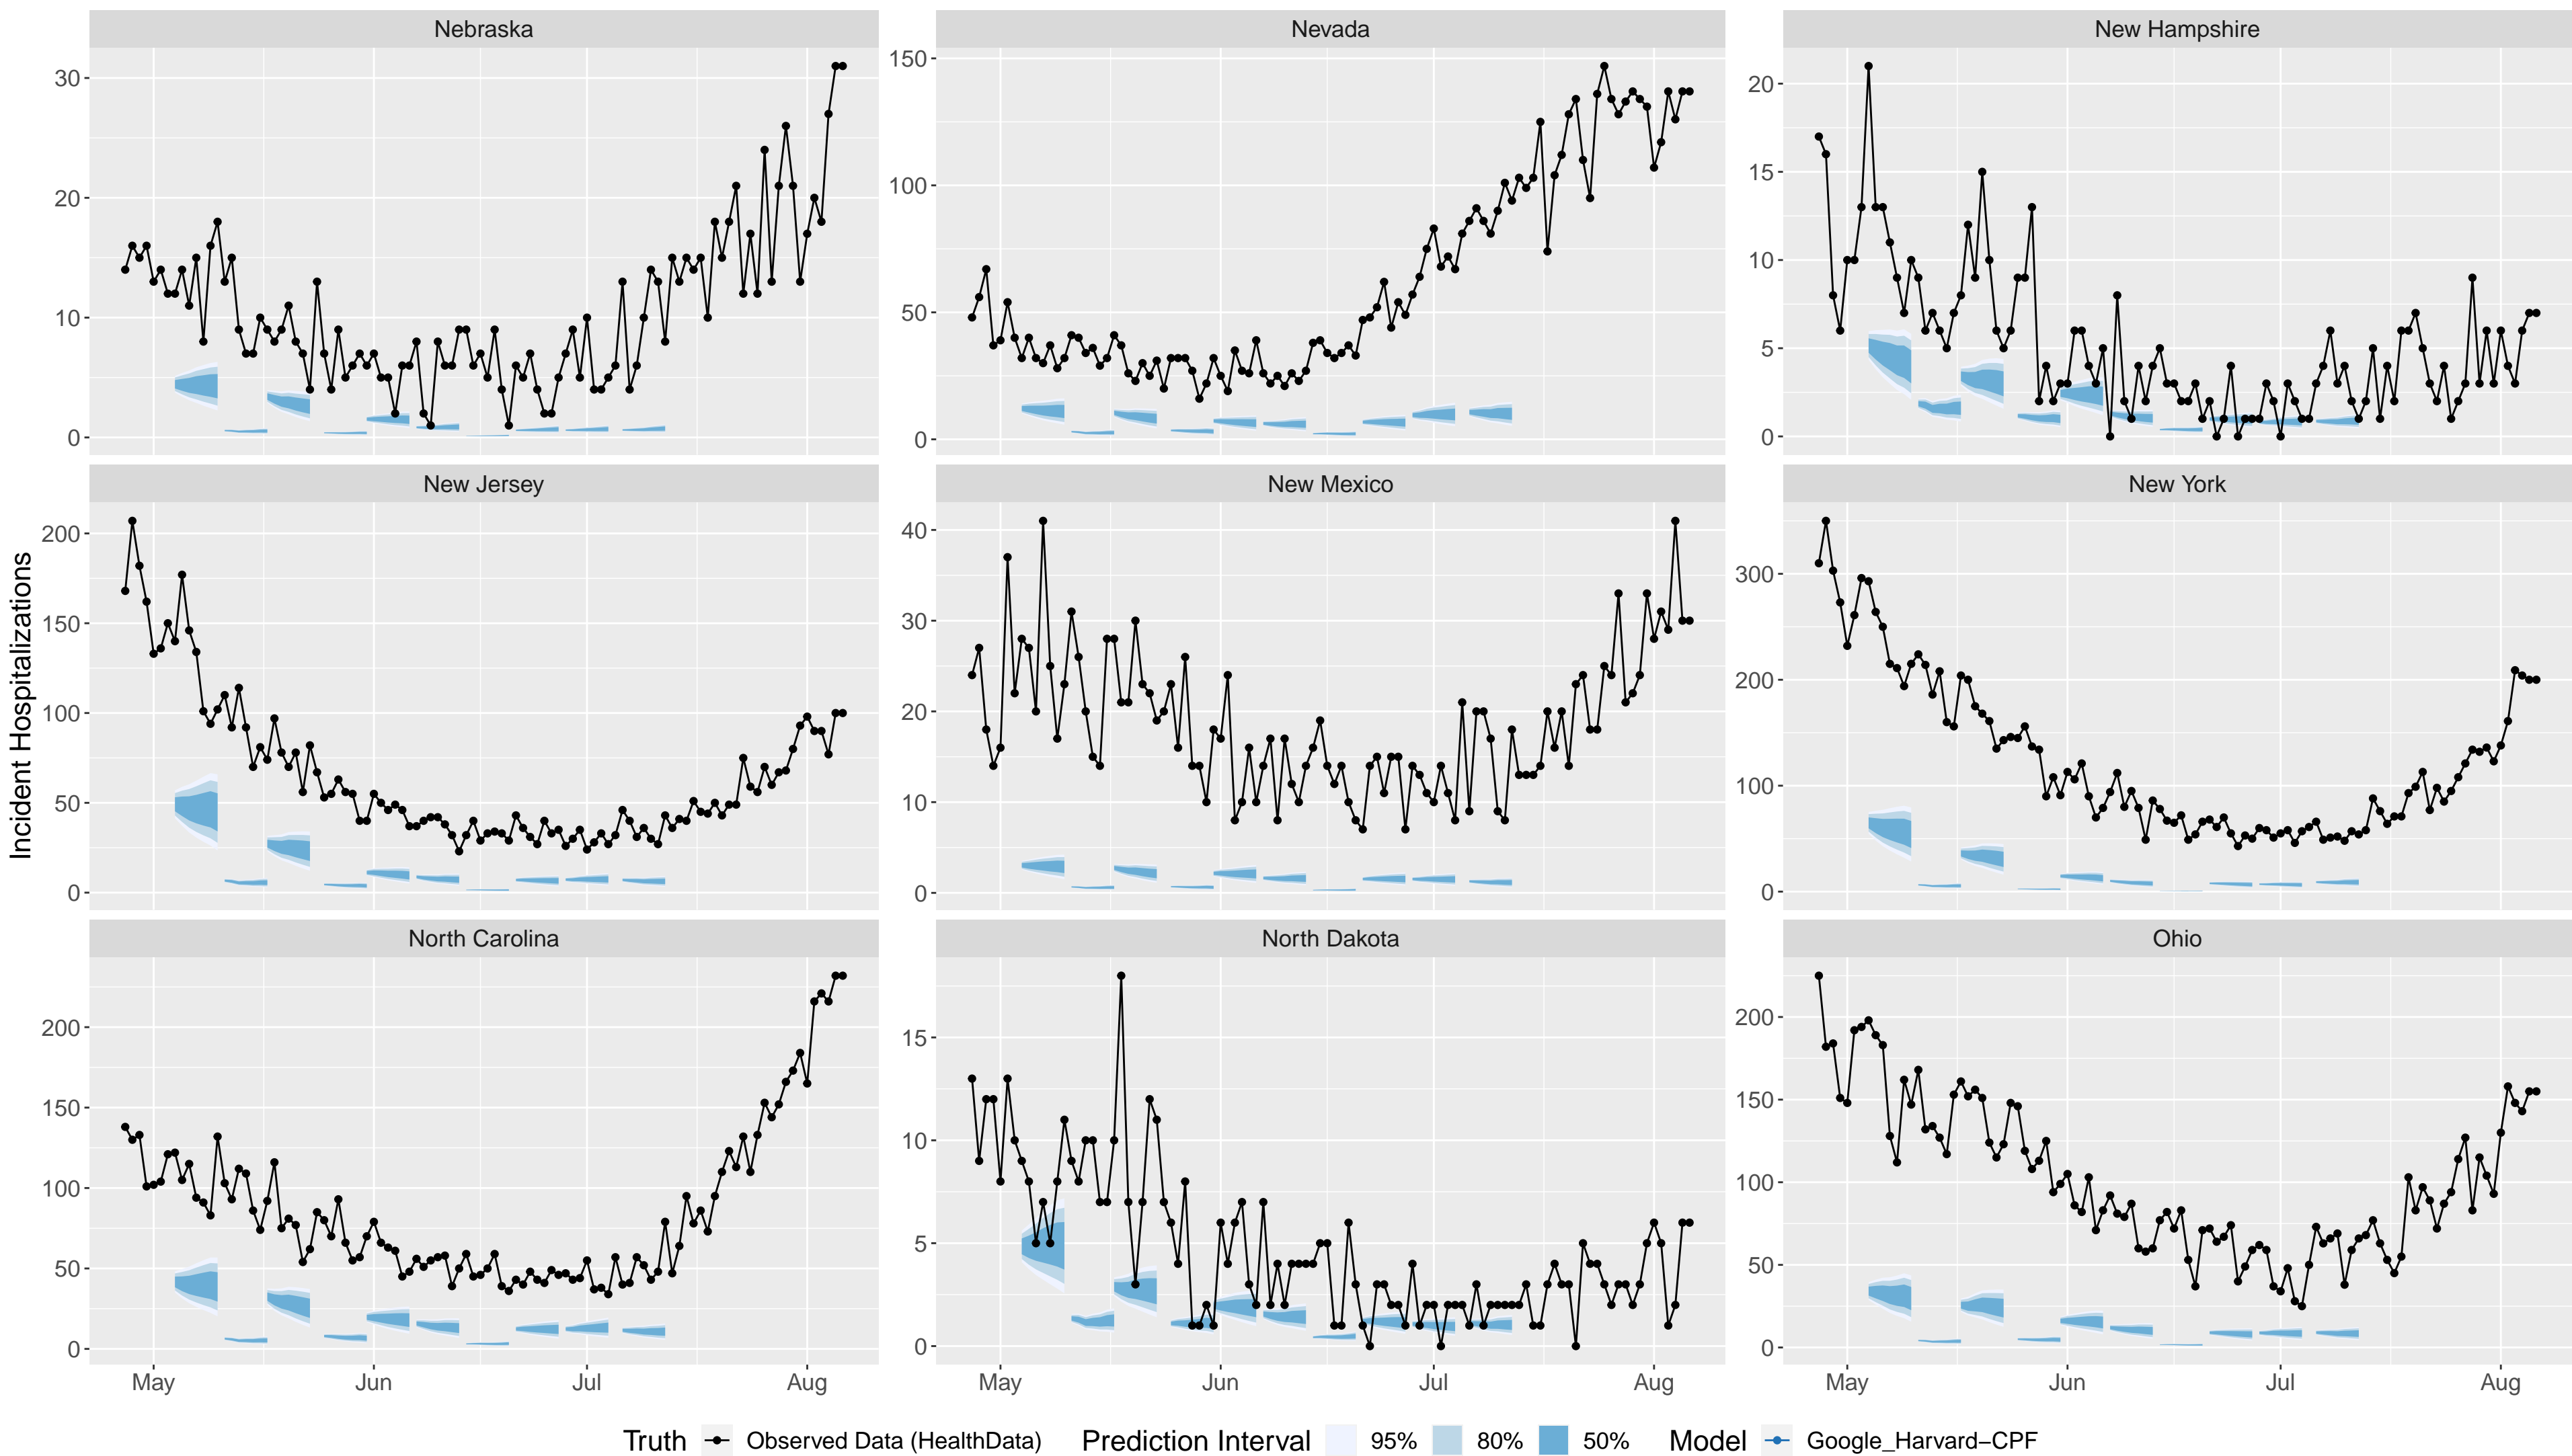 Nebraska
Nevada
New Hampshire
30
20
10
0
150
100
50
0
20
15
10
5
0
New Jersey
New Mexico
New York
Incident Hospitalizations
200
150
100
50
0
40
30
20
10
0
300
200
100
0
North Carolina
North Dakota
Ohio
200
150
100
50
0
15
10
5
0
200
150
100
50
0
May Jun Jul Aug
May Jun Jul Aug
May Jun Jul Aug
Truth Observed Data (HealthData) Prediction Interval 95% 80% 50% Model Google_Harvard−CPF